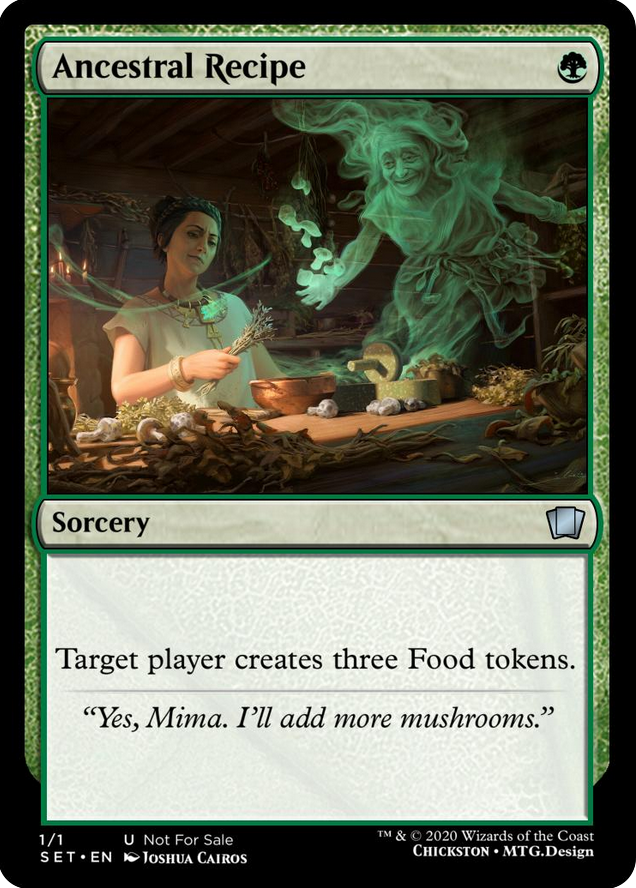 Ancestral Recipe
Sorcery
Target player creates three Food tokens.
“Yes, Mima. I’ll add more mushrooms.”
1/1 U Not For Sale
SET • EN Joshua Cairos
™ & © 2020 Wizards of the Coast
Chickston • MTG.Design